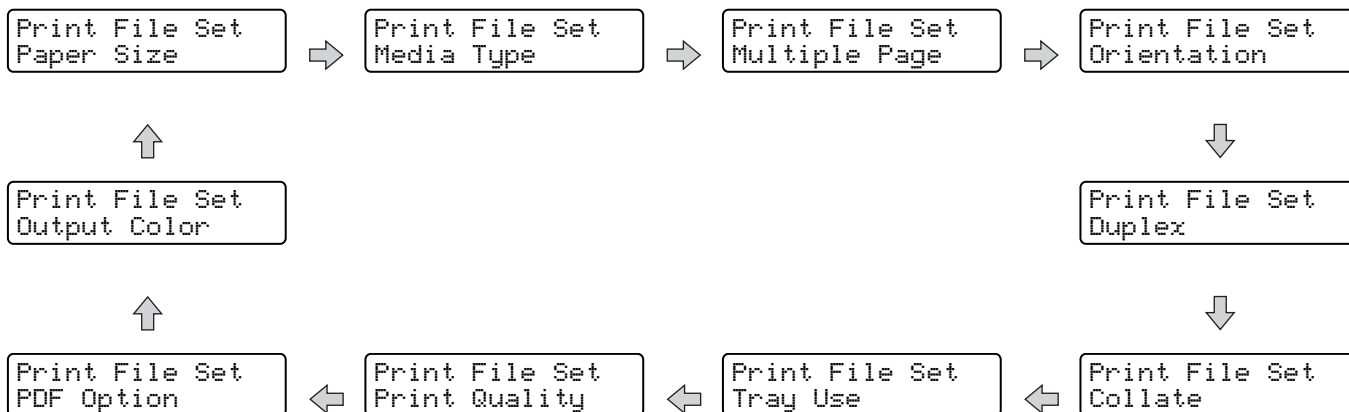 Print File Set
Paper Size
Print File Set
Media Type
Print File Set
Multiple Page
Print File Set
Orientation
Print File Set
Output Color
Print File Set
Duplex
Print File Set
PDF Option
Print File Set
Print Quality
Print File Set
Tray Use
Print File Set
Collate